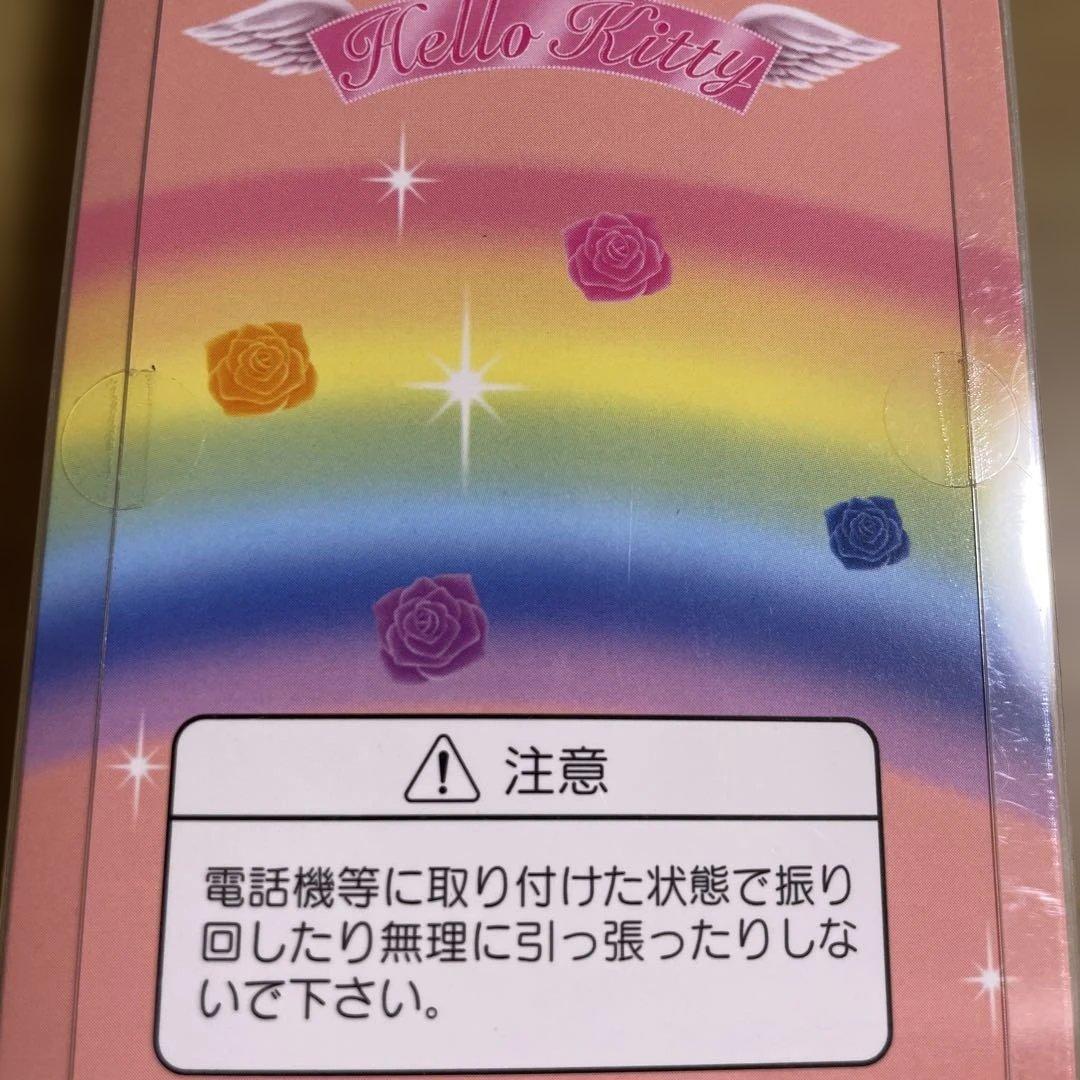 Hello Kitty
注意
電話機等に取り付けた状態で振り
回したり無理に引っ張ったりしな
いで下さい。